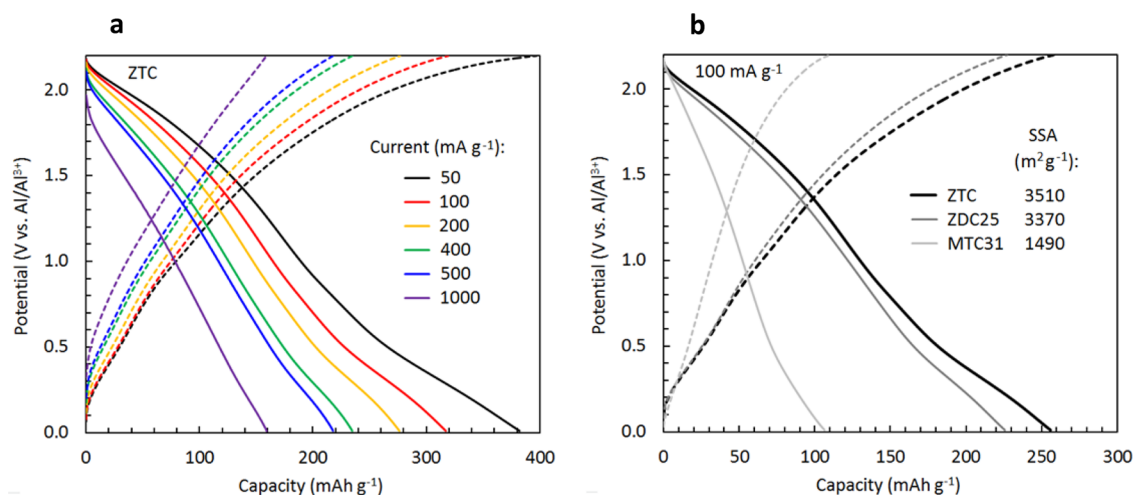 a
ZTC
Current (mA g⁻¹):
50
100
200
400
500
1000
2.0
1.5
1.0
0.5
0.0
Potential (V vs. Al/Al³⁺)
0 100 200 300 400
Capacity (mAh g⁻¹)
b
100 mA g⁻¹
SSA
(m² g⁻¹):
ZTC 3510
ZDC25 3370
MTC31 1490
2.0
1.5
1.0
0.5
0.0
Potential (V vs. Al/Al³⁺)
0 50 100 150 200 250 300
Capacity (mAh g⁻¹)